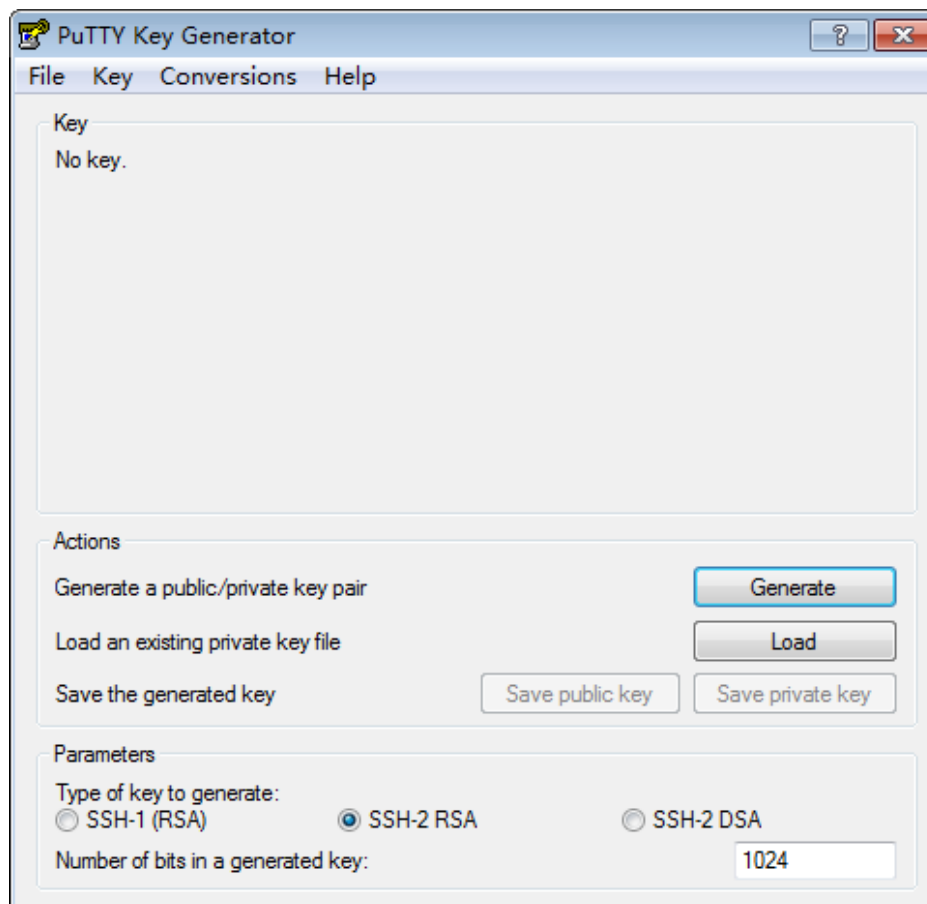 PuTTY Key Generator
File Key Conversions Help
Key
No key.
Actions
Generate a public/private key pair Generate
Load an existing private key file Load
Save the generated key Save public key Save private key
Parameters
Type of key to generate:
SSH-1 (RSA) SSH-2 RSA SSH-2 DSA
Number of bits in a generated key: 1024